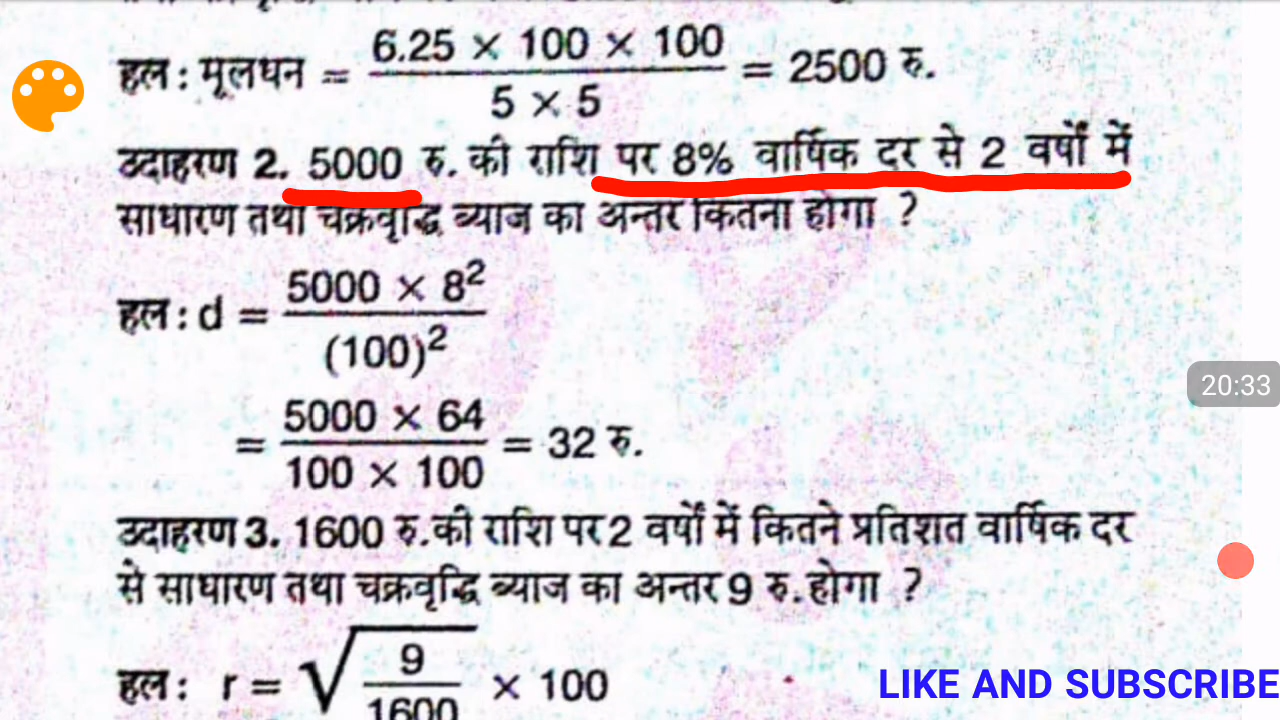 हल : मूलधन = 6.25 × 100 × 100 / 5 × 5 = 2500 रु.
उदाहरण 2. 5000 रु. की राशि पर 8% वार्षिक दर से 2 वर्षों में
साधारण तथा चक्रवृद्धि ब्याज का अन्तर कितना होगा ?
हल : d = 5000 × 8² / (100)²
= 5000 × 64 / 100 × 100 = 32 रु.
20:33
उदाहरण 3. 1600 रु. की राशि पर 2 वर्षों में कितने प्रतिशत वार्षिक दर
से साधारण तथा चक्रवृद्धि ब्याज का अन्तर 9 रु. होगा ?
हल : r = √(9 / 1600) × 100
LIKE AND SUBSCRIBE